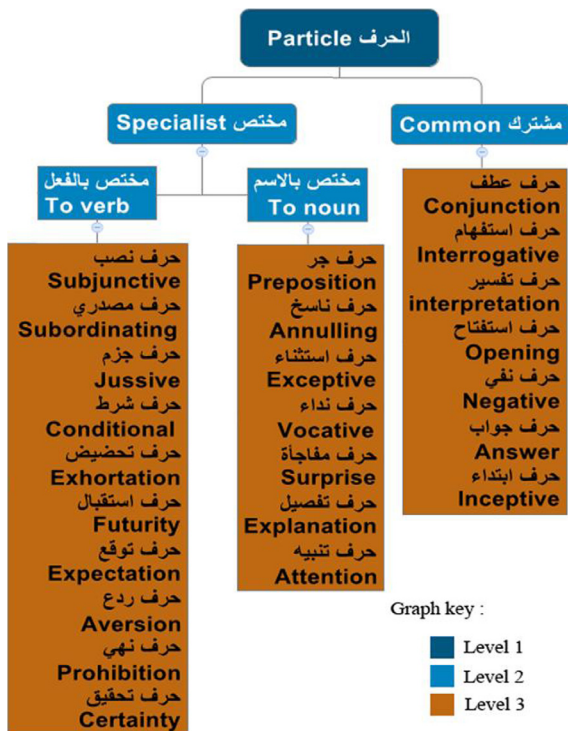 الحرف Particle
مختص Specialist
مشترك Common
مختص بالفعل
To verb
مختص بالاسم
To noun
حرف نصب
Subjunctive
حرف مصدري
Subordinating
حرف جزم
Jussive
حرف شرط
Conditional
حرف تحضيض
Exhortation
حرف استقبال
Futurity
حرف توقع
Expectation
حرف ردع
Aversion
حرف نهي
Prohibition
حرف تحقيق
Certainty
حرف جر
Preposition
حرف ناسخ
Annulling
حرف استثناء
Exceptive
حرف نداء
Vocative
حرف مفاجأة
Surprise
حرف تفصيل
Explanation
حرف تنبيه
Attention
حرف عطف
Conjunction
حرف استفهام
Interrogative
حرف تفسير
interpretation
حرف استفتاح
Opening
حرف نفي
Negative
حرف جواب
Answer
حرف ابتداء
Inceptive
Graph key :
Level 1
Level 2
Level 3